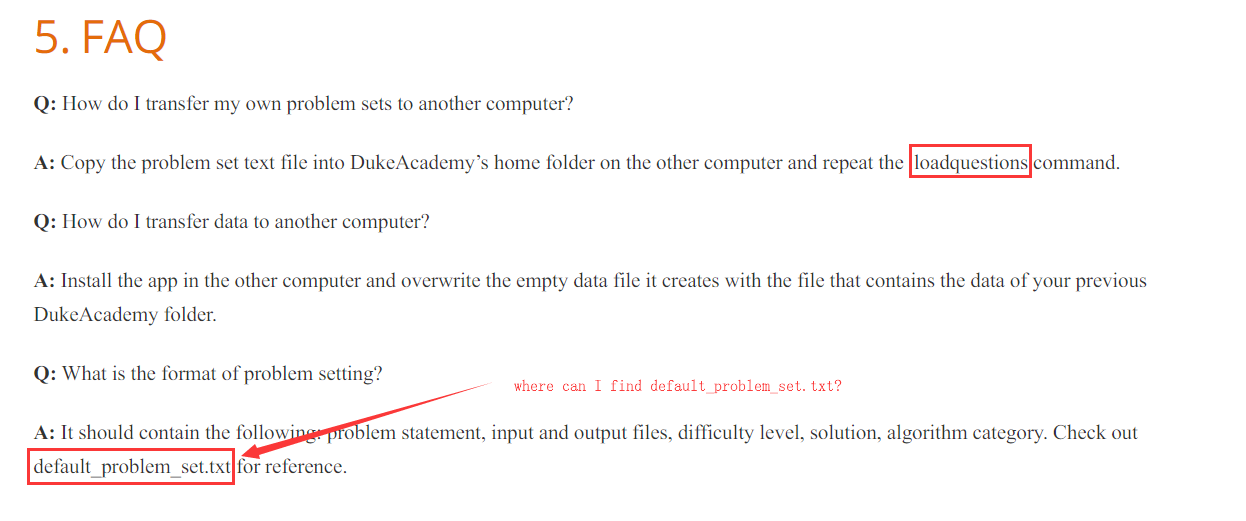 5. FAQ
Q: How do I transfer my own problem sets to another computer?
A: Copy the problem set text file into DukeAcademy’s home folder on the other computer and repeat the loadquestions command.
Q: How do I transfer data to another computer?
A: Install the app in the other computer and overwrite the empty data file it creates with the file that contains the data of your previous
DukeAcademy folder.
Q: What is the format of problem setting?
where can I find default_problem_set.txt?
A: It should contain the following: problem statement, input and output files, difficulty level, solution, algorithm category. Check out
default_problem_set.txt for reference.